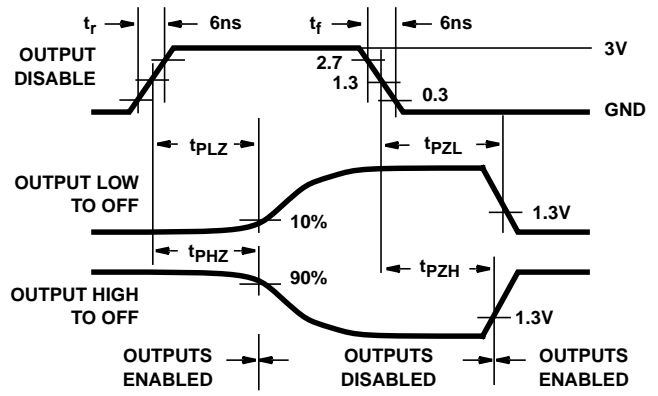 tr 6ns tf 6ns
OUTPUT
DISABLE
2.7
1.3
0.3
3V
GND
tPLZ tPZL
OUTPUT LOW
TO OFF
10%
1.3V
tPHZ tPZH
OUTPUT HIGH
TO OFF
90%
1.3V
OUTPUTS
ENABLED
OUTPUTS
DISABLED
OUTPUTS
ENABLED